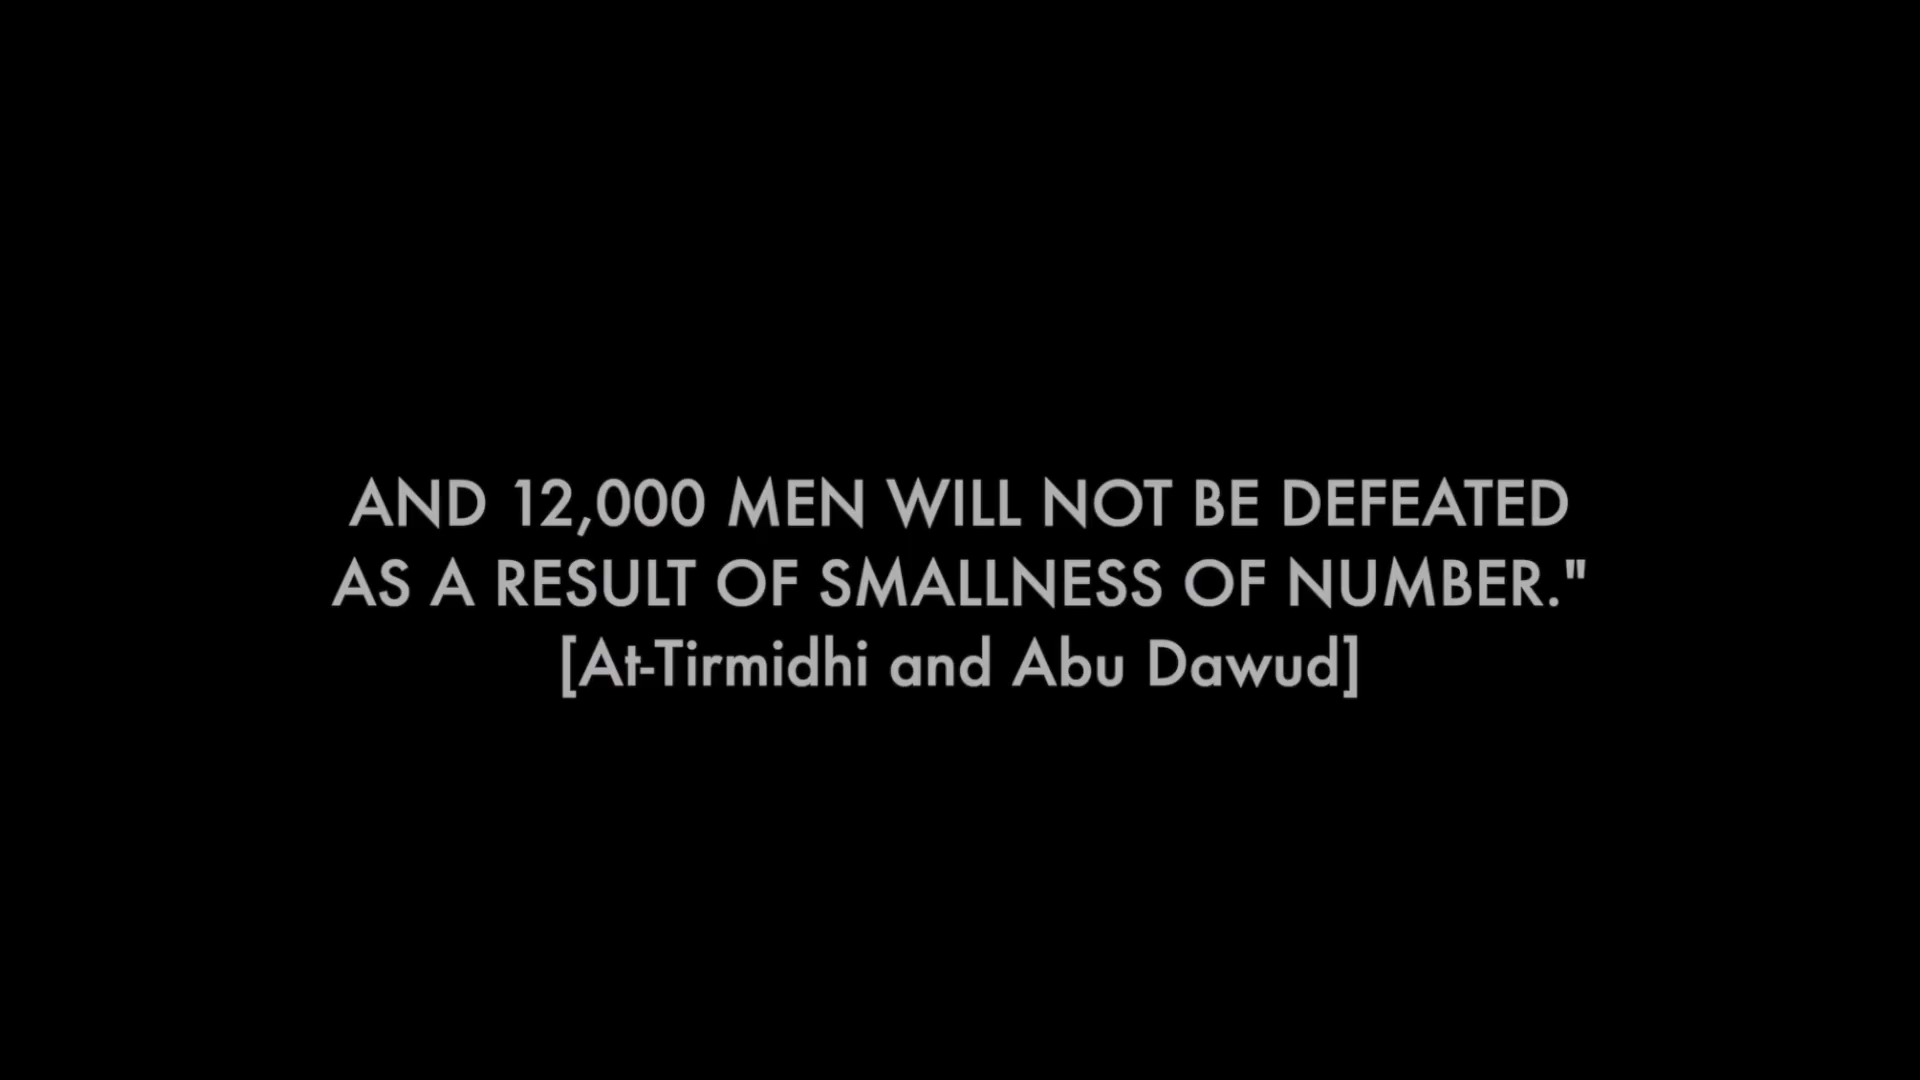 AND 12,000 MEN WILL NOT BE DEFEATED
AS A RESULT OF SMALLNESS OF NUMBER."
[At-Tirmidhi and Abu Dawud]